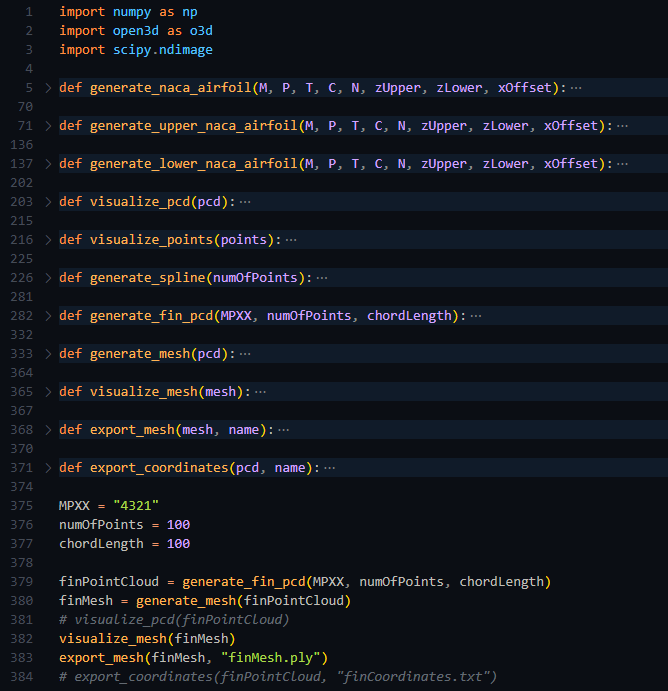 1 import numpy as np
2 import open3d as o3d
3 import scipy.ndimage
4
5 > def generate_naca_airfoil(M, P, T, C, N, zUpper, zLower, xOffset): ···
70
71 > def generate_upper_naca_airfoil(M, P, T, C, N, zUpper, zLower, xOffset): ···
136
137 > def generate_lower_naca_airfoil(M, P, T, C, N, zUpper, zLower, xOffset): ···
202
203 > def visualize_pcd(pcd): ···
215
216 > def visualize_points(points): ···
225
226 > def generate_spline(numOfPoints): ···
281
282 > def generate_fin_pcd(MPXX, numOfPoints, chordLength): ···
332
333 > def generate_mesh(pcd): ···
364
365 > def visualize_mesh(mesh): ···
367
368 > def export_mesh(mesh, name): ···
370
371 > def export_coordinates(pcd, name): ···
374
375 MPXX = "4321"
376 numOfPoints = 100
377 chordLength = 100
378
379 finPointCloud = generate_fin_pcd(MPXX, numOfPoints, chordLength)
380 finMesh = generate_mesh(finPointCloud)
381 # visualize_pcd(finPointCloud)
382 visualize_mesh(finMesh)
383 export_mesh(finMesh, "finMesh.ply")
384 # export_coordinates(finPointCloud, "finCoordinates.txt")